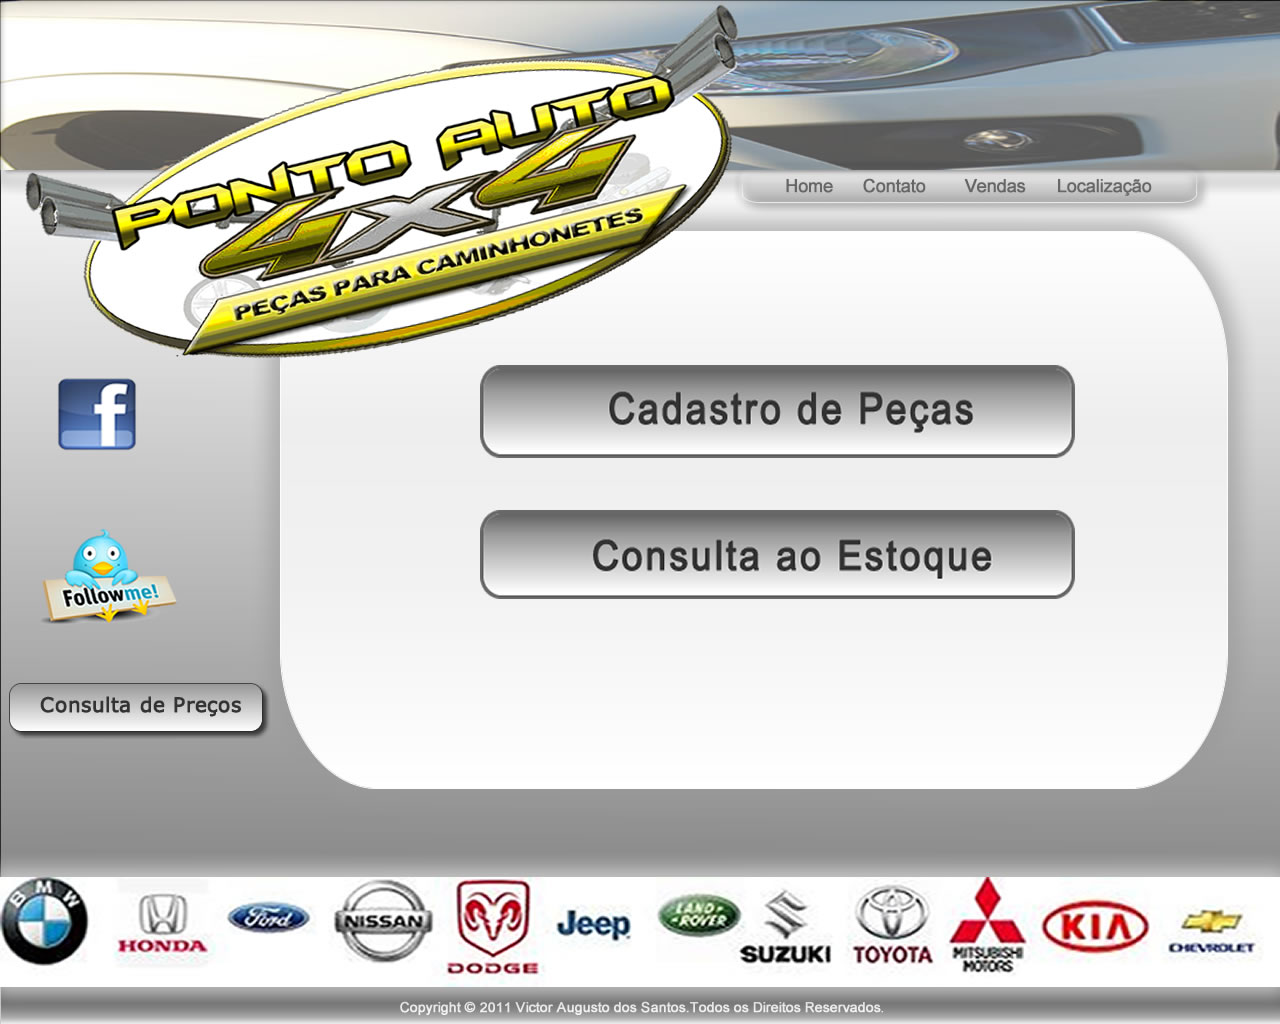 PONTO AUTO
4x4
PEÇAS PARA CAMINHONETES
Home Contato Vendas Localização
f
Cadastro de Peças
Consulta ao Estoque
Follow me!
Consulta de Preços
BMW HONDA Ford NISSAN DODGE Jeep LAND ROVER SUZUKI TOYOTA MITSUBISHI MOTORS KIA CHEVROLET
Copyright © 2011 Victor Augusto dos Santos.Todos os Direitos Reservados.